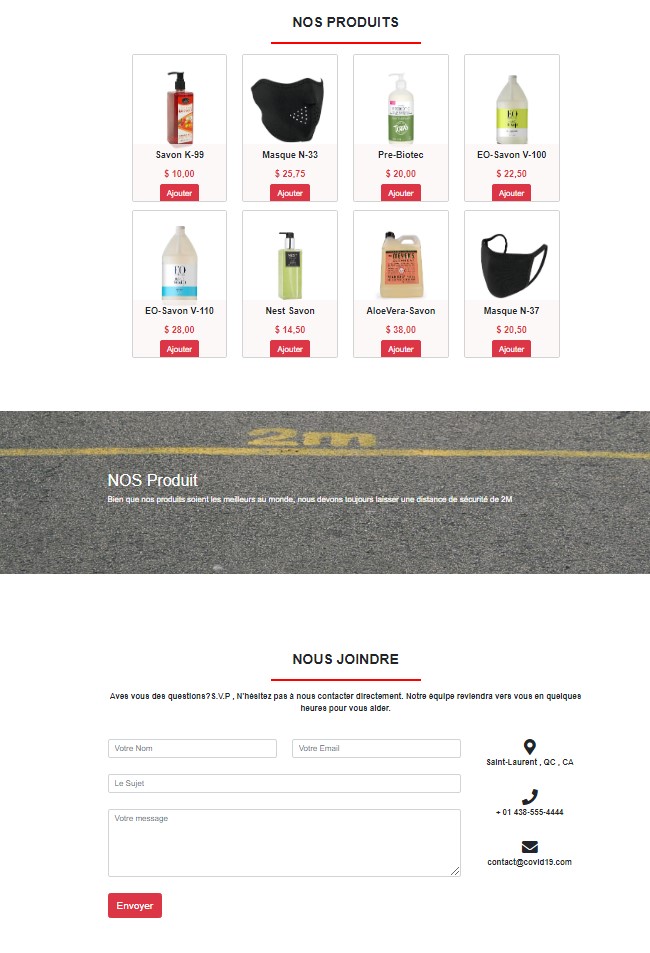 NOS PRODUITS
Savon K-99
$ 10,00
Ajouter
Masque N-33
$ 25,75
Ajouter
Pre-Biotec
$ 20,00
Ajouter
EO-Savon V-100
$ 22,50
Ajouter
EO
EO-Savon V-110
$ 28,00
Ajouter
EO
Nest Savon
$ 14,50
Ajouter
AloeVera-Savon
$ 38,00
Ajouter
Masque N-37
$ 20,50
Ajouter
2m
NOS Produit
Bien que nos produits soient les meilleurs au monde, nous devons toujours laisser une distance de sécurité de 2M
NOUS JOINDRE
Aves vous des questions?S.V.P , N'hésitez pas à nous contacter directement. Notre équipe reviendra vers vous en quelques
heures pour vous aider.
Votre Nom
Votre Email
Le Sujet
Votre message
Envoyer
Saint-Laurent , QC , CA
+ 01 438-555-4444
contact@covid19.com